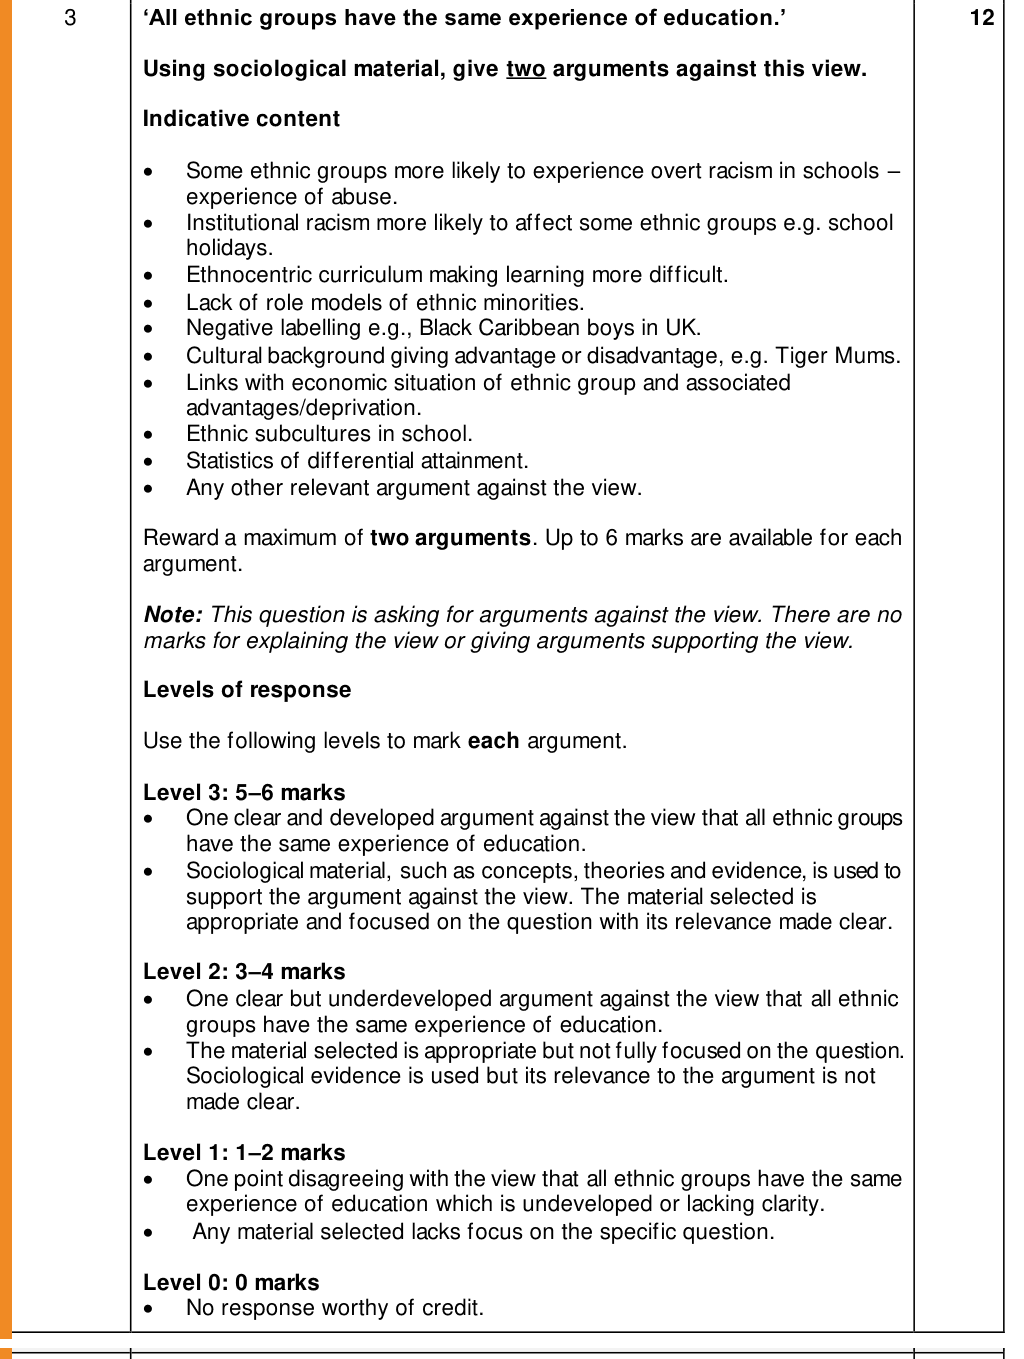 3 ‘All ethnic groups have the same experience of education.’ 12
Using sociological material, give two arguments against this view.
Indicative content
• Some ethnic groups more likely to experience overt racism in schools –
experience of abuse.
• Institutional racism more likely to affect some ethnic groups e.g. school
holidays.
• Ethnocentric curriculum making learning more difficult.
• Lack of role models of ethnic minorities.
• Negative labelling e.g., Black Caribbean boys in UK.
• Cultural background giving advantage or disadvantage, e.g. Tiger Mums.
• Links with economic situation of ethnic group and associated
advantages/deprivation.
• Ethnic subcultures in school.
• Statistics of differential attainment.
• Any other relevant argument against the view.
Reward a maximum of two arguments. Up to 6 marks are available for each
argument.
Note: This question is asking for arguments against the view. There are no
marks for explaining the view or giving arguments supporting the view.
Levels of response
Use the following levels to mark each argument.
Level 3: 5–6 marks
• One clear and developed argument against the view that all ethnic groups
have the same experience of education.
• Sociological material, such as concepts, theories and evidence, is used to
support the argument against the view. The material selected is
appropriate and focused on the question with its relevance made clear.
Level 2: 3–4 marks
• One clear but underdeveloped argument against the view that all ethnic
groups have the same experience of education.
• The material selected is appropriate but not fully focused on the question.
Sociological evidence is used but its relevance to the argument is not
made clear.
Level 1: 1–2 marks
• One point disagreeing with the view that all ethnic groups have the same
experience of education which is undeveloped or lacking clarity.
• Any material selected lacks focus on the specific question.
Level 0: 0 marks
• No response worthy of credit.